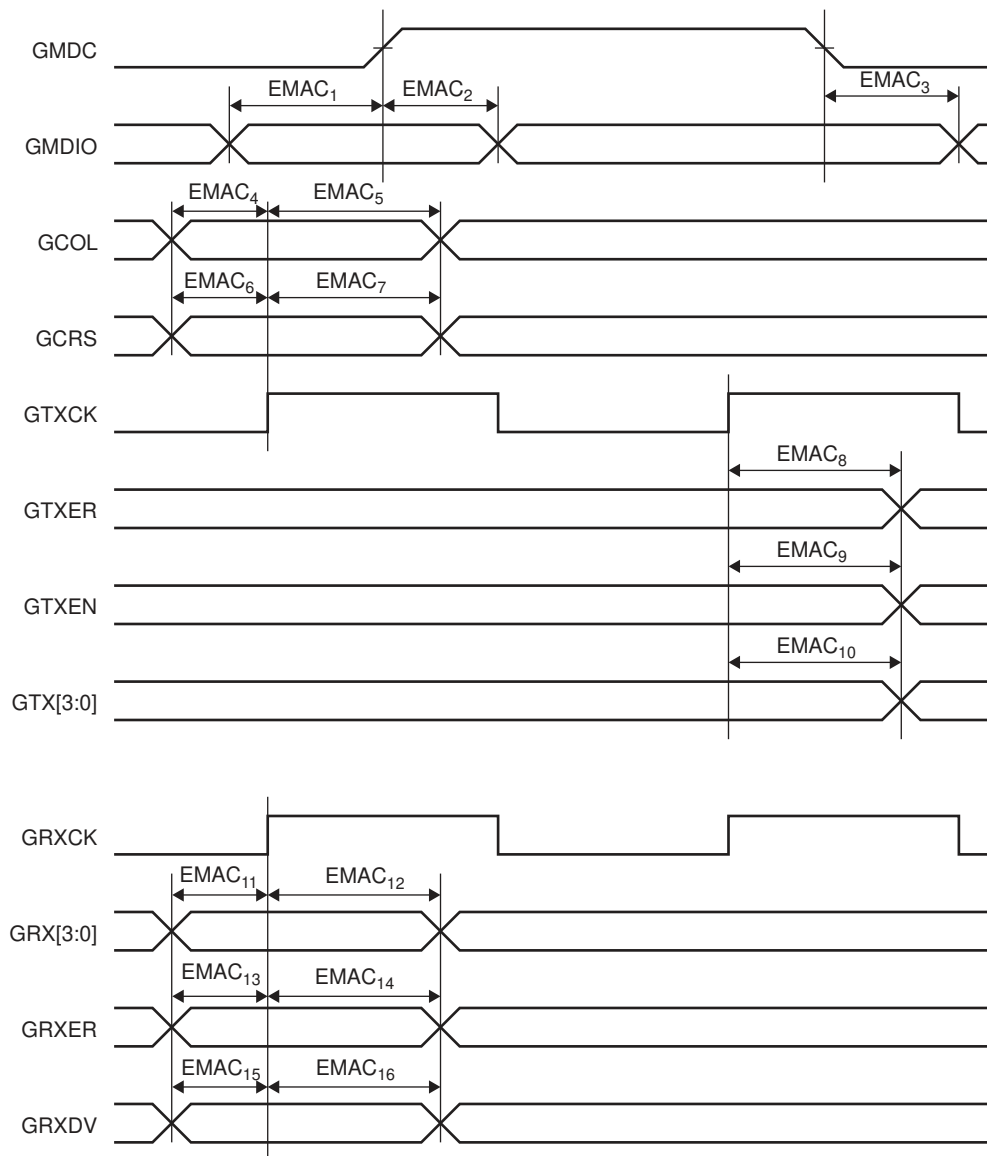 GMDC
EMAC1 EMAC2 EMAC3
GMDIO
EMAC4 EMAC5
GCOL
EMAC6 EMAC7
GCRS
GTXCK
EMAC8
GTXER
EMAC9
GTXEN
EMAC10
GTX[3:0]
GRXCK
EMAC11 EMAC12
GRX[3:0]
EMAC13 EMAC14
GRXER
EMAC15 EMAC16
GRXDV